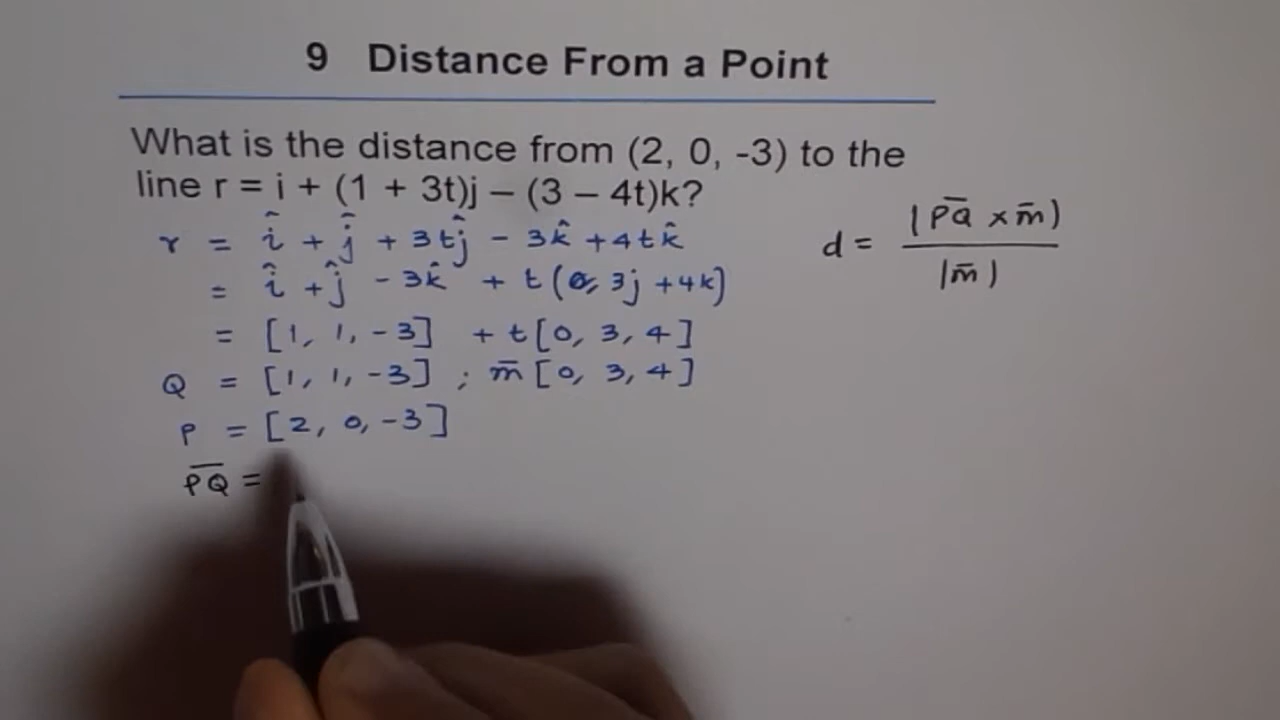 9 Distance From a Point
What is the distance from (2, 0, -3) to the
line r = i + (1 + 3t)j – (3 – 4t)k?
r = î + ĵ + 3tĵ - 3k̂ + 4tk̂
= î + ĵ - 3k̂ + t(0, 3j + 4k)
= [1, 1, -3] + t[0, 3, 4]
Q = [1, 1, -3] ; m̄ [0, 3, 4]
P = [2, 0, -3]
P̅Q̅ =
d = |P̅Q̅ × m̄| / |m̄|